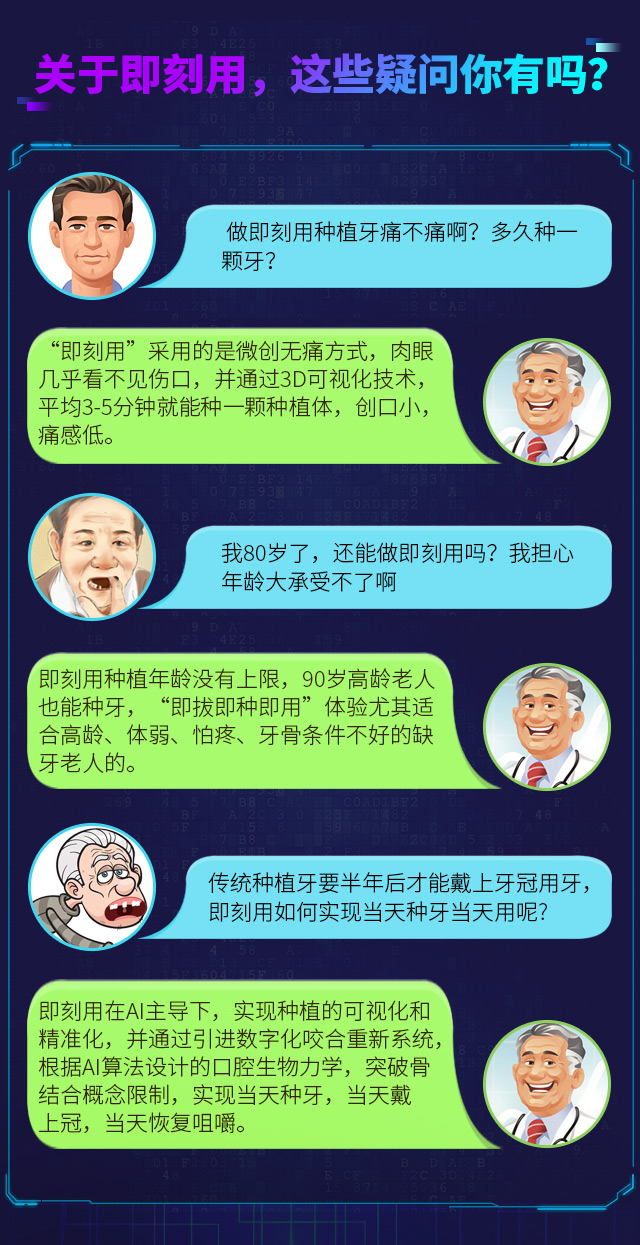 关于即刻用，这些疑问你有吗？
做即刻用种植牙痛不痛啊？多久种一
颗牙？
“即刻用”采用的是微创无痛方式，肉眼
几乎看不见伤口，并通过3D可视化技术，
平均3-5分钟就能种一颗种植体，创口小，
痛感低。
我80岁了，还能做即刻用吗？我担心
年龄大承受不了啊
即刻用种植年龄没有上限，90岁高龄老人
也能种牙，“即拔即种即用”体验尤其适
合高龄、体弱、怕疼、牙骨条件不好的缺
牙老人的。
传统种植牙要半年后才能戴上牙冠用牙，
即刻用如何实现当天种牙当天用呢?
即刻用在AI主导下，实现种植的可视化和
精准化，并通过引进数字化咬合重新系统，
根据AI算法设计的口腔生物力学，突破骨
结合概念限制，实现当天种牙，当天戴
上冠，当天恢复咀嚼。